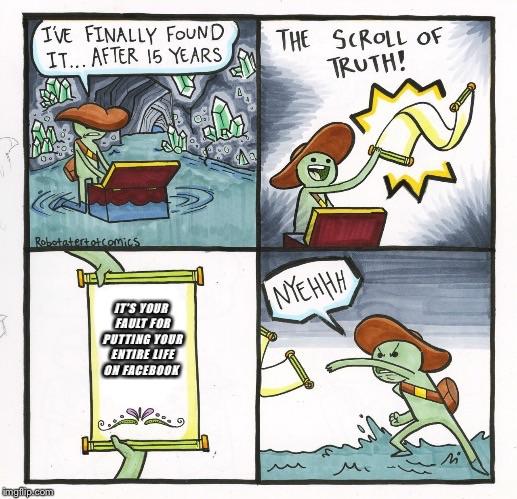 I'VE FINALLY FOUND
IT... AFTER 15 YEARS
THE SCROLL OF
TRUTH!
Robotatertotcomics
IT'S YOUR
FAULT FOR
PUTTING YOUR
ENTIRE LIFE
ON FACEBOOK
NYEHHH
imgflip.com